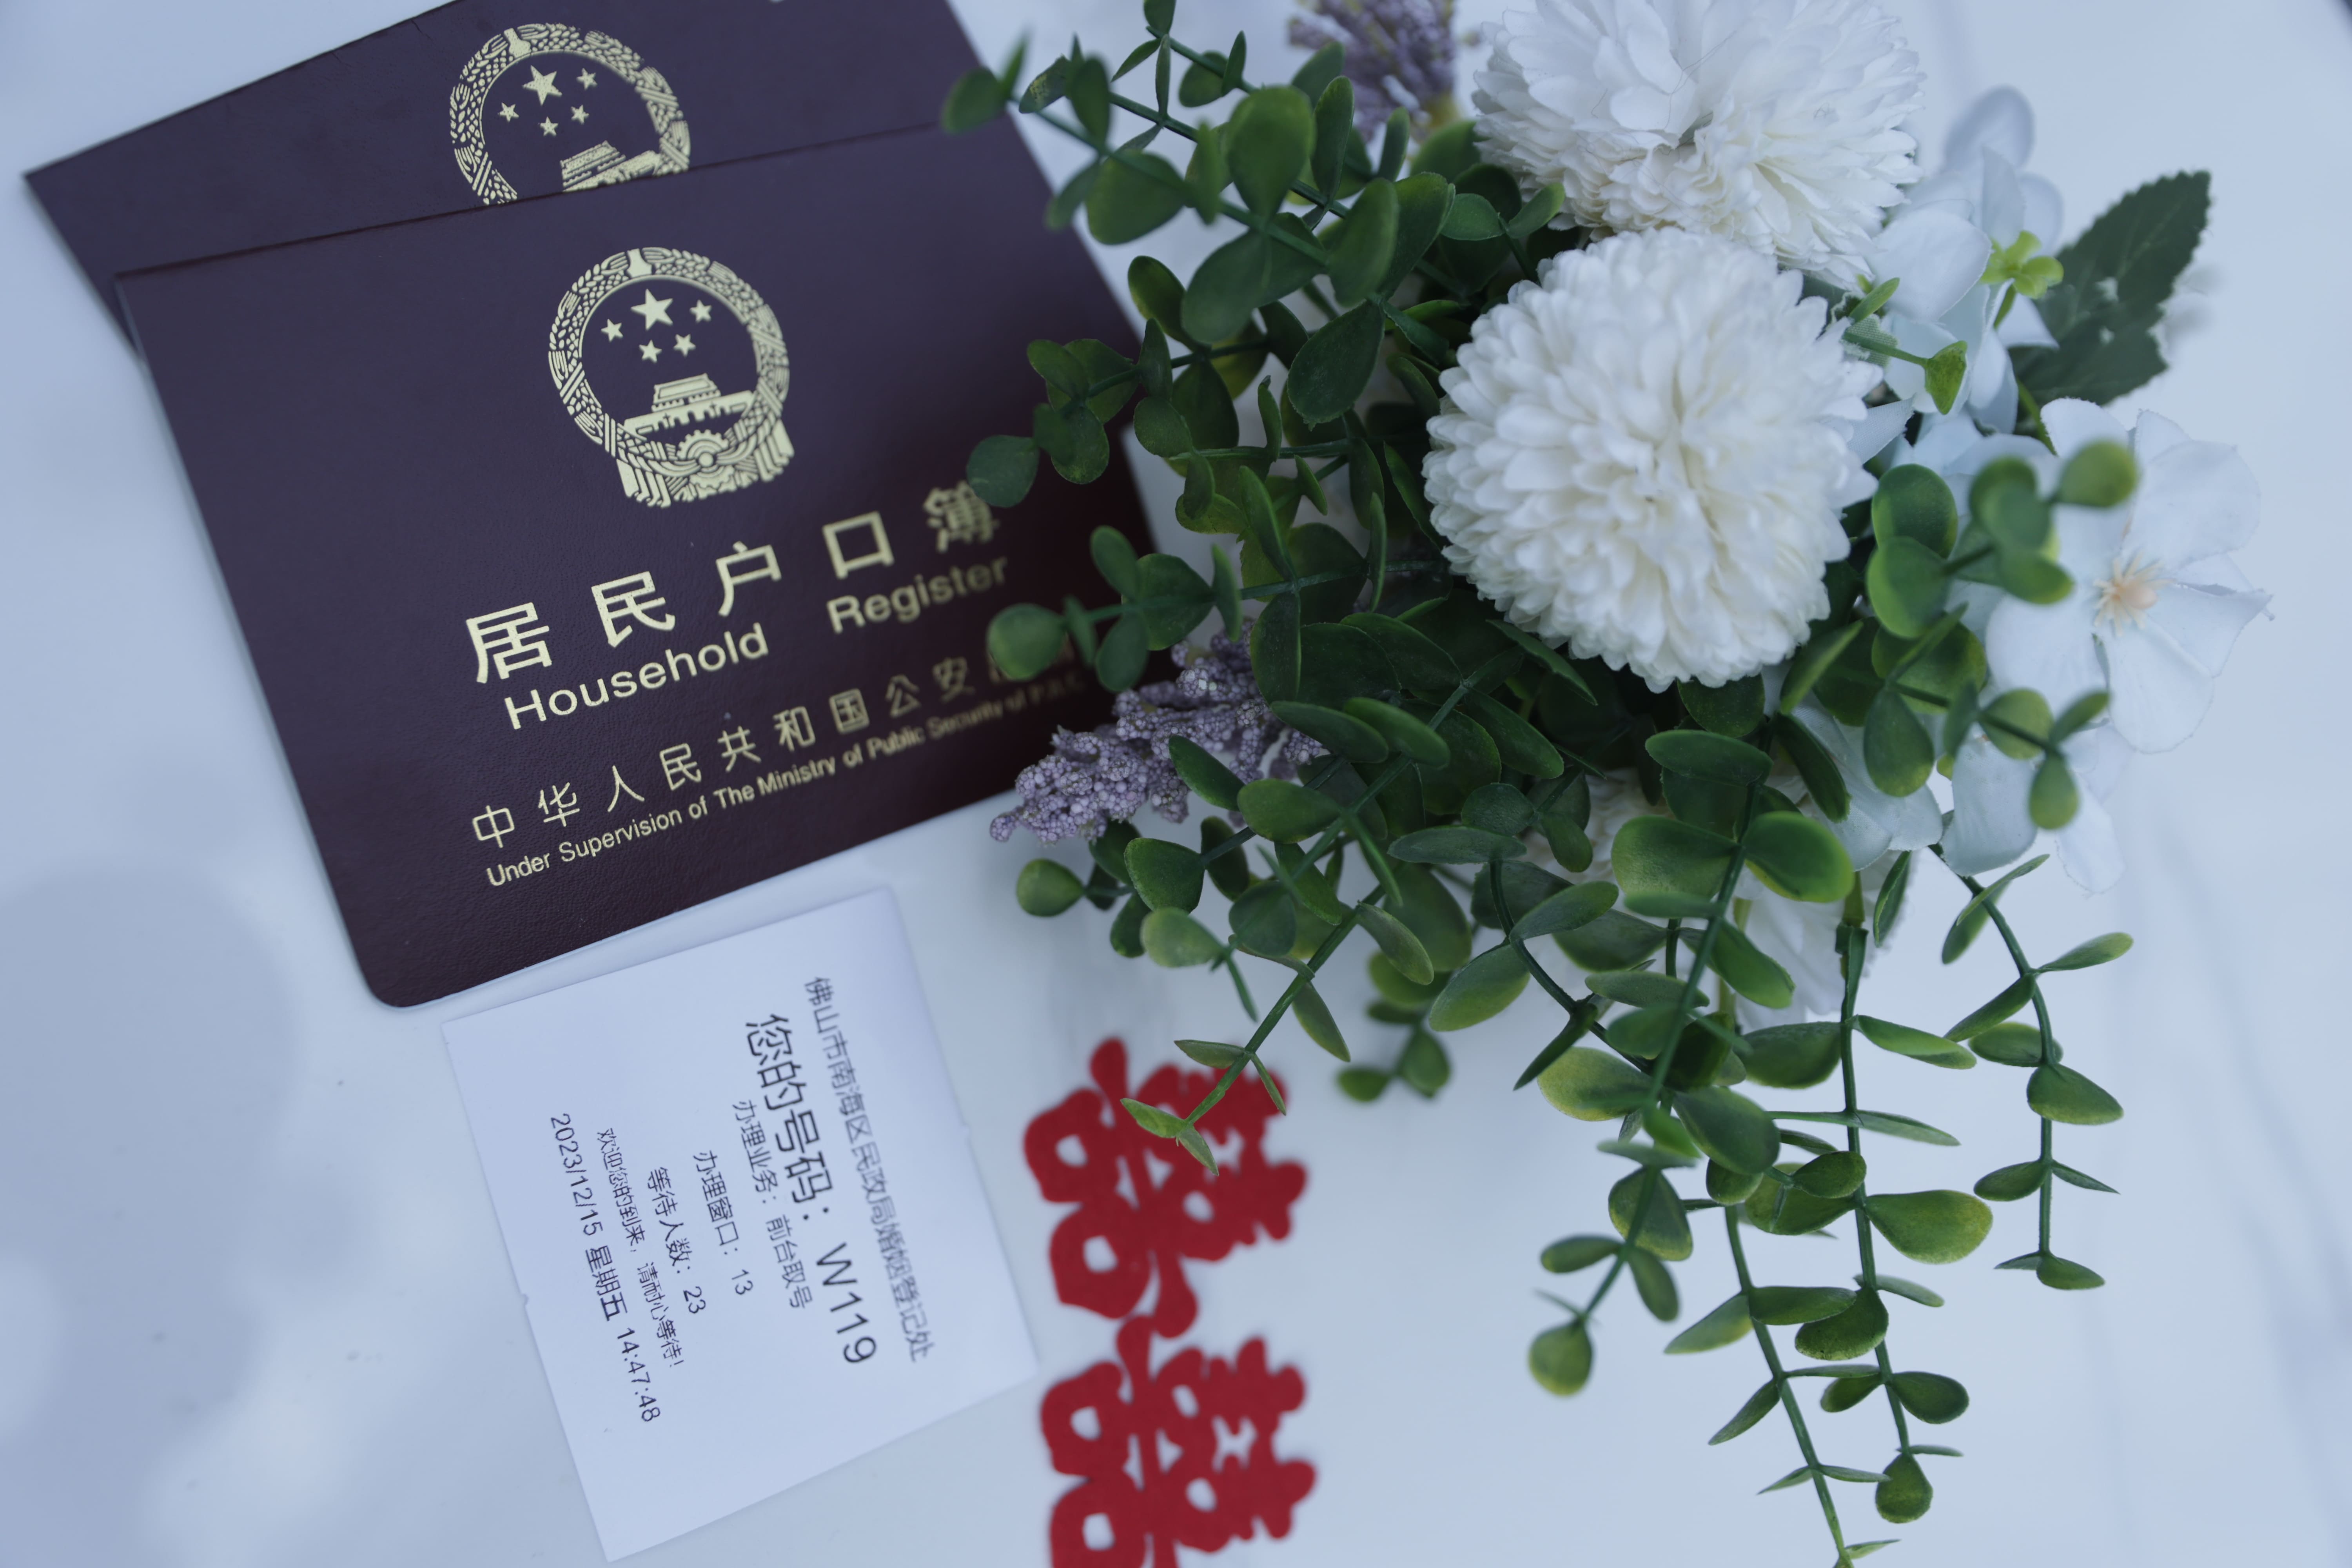 居民户口簿
Household Register
中华人民共和国公安
Under Supervision of The Ministry of Public Security of P.R.C
囍 囍
佛山市南海区民政局婚姻登记处
您的号码：W119
办理业务：前台取号
办理窗口：13
等待人数：23
欢迎您的到来，请耐心等待！
2023/12/15 星期五 14:47:48